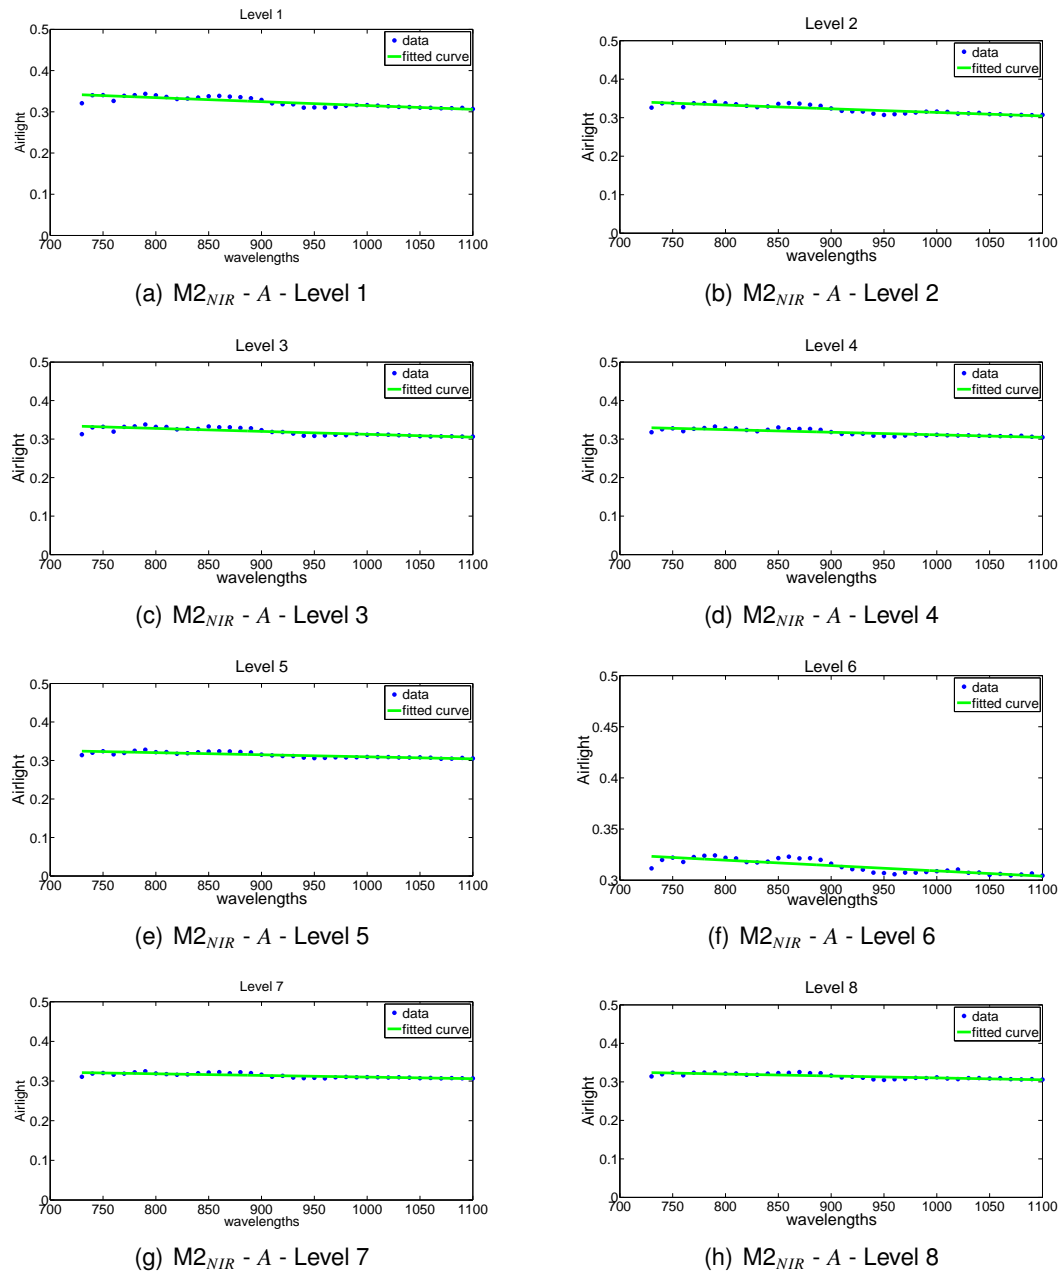 Level 1
0.5
0.4
0.3
0.2
0.1
0
Airlight
data
fitted curve
700 750 800 850 900 950 1000 1050 1100
wavelengths
(a) M2NIR - A - Level 1
Level 2
0.5
0.4
0.3
0.2
0.1
0
Airlight
data
fitted curve
700 750 800 850 900 950 1000 1050 1100
wavelengths
(b) M2NIR - A - Level 2
Level 3
0.5
0.4
0.3
0.2
0.1
0
Airlight
data
fitted curve
700 750 800 850 900 950 1000 1050 1100
wavelengths
(c) M2NIR - A - Level 3
Level 4
0.5
0.4
0.3
0.2
0.1
0
Airlight
data
fitted curve
700 750 800 850 900 950 1000 1050 1100
wavelengths
(d) M2NIR - A - Level 4
Level 5
0.5
0.4
0.3
0.2
0.1
0
Airlight
data
fitted curve
700 750 800 850 900 950 1000 1050 1100
wavelengths
(e) M2NIR - A - Level 5
Level 6
0.5
0.45
0.4
0.35
0.3
Airlight
data
fitted curve
700 750 800 850 900 950 1000 1050 1100
wavelengths
(f) M2NIR - A - Level 6
Level 7
0.5
0.4
0.3
0.2
0.1
0
Airlight
data
fitted curve
700 750 800 850 900 950 1000 1050 1100
wavelengths
(g) M2NIR - A - Level 7
Level 8
0.5
0.4
0.3
0.2
0.1
0
Airlight
data
fitted curve
700 750 800 850 900 950 1000 1050 1100
wavelengths
(h) M2NIR - A - Level 8